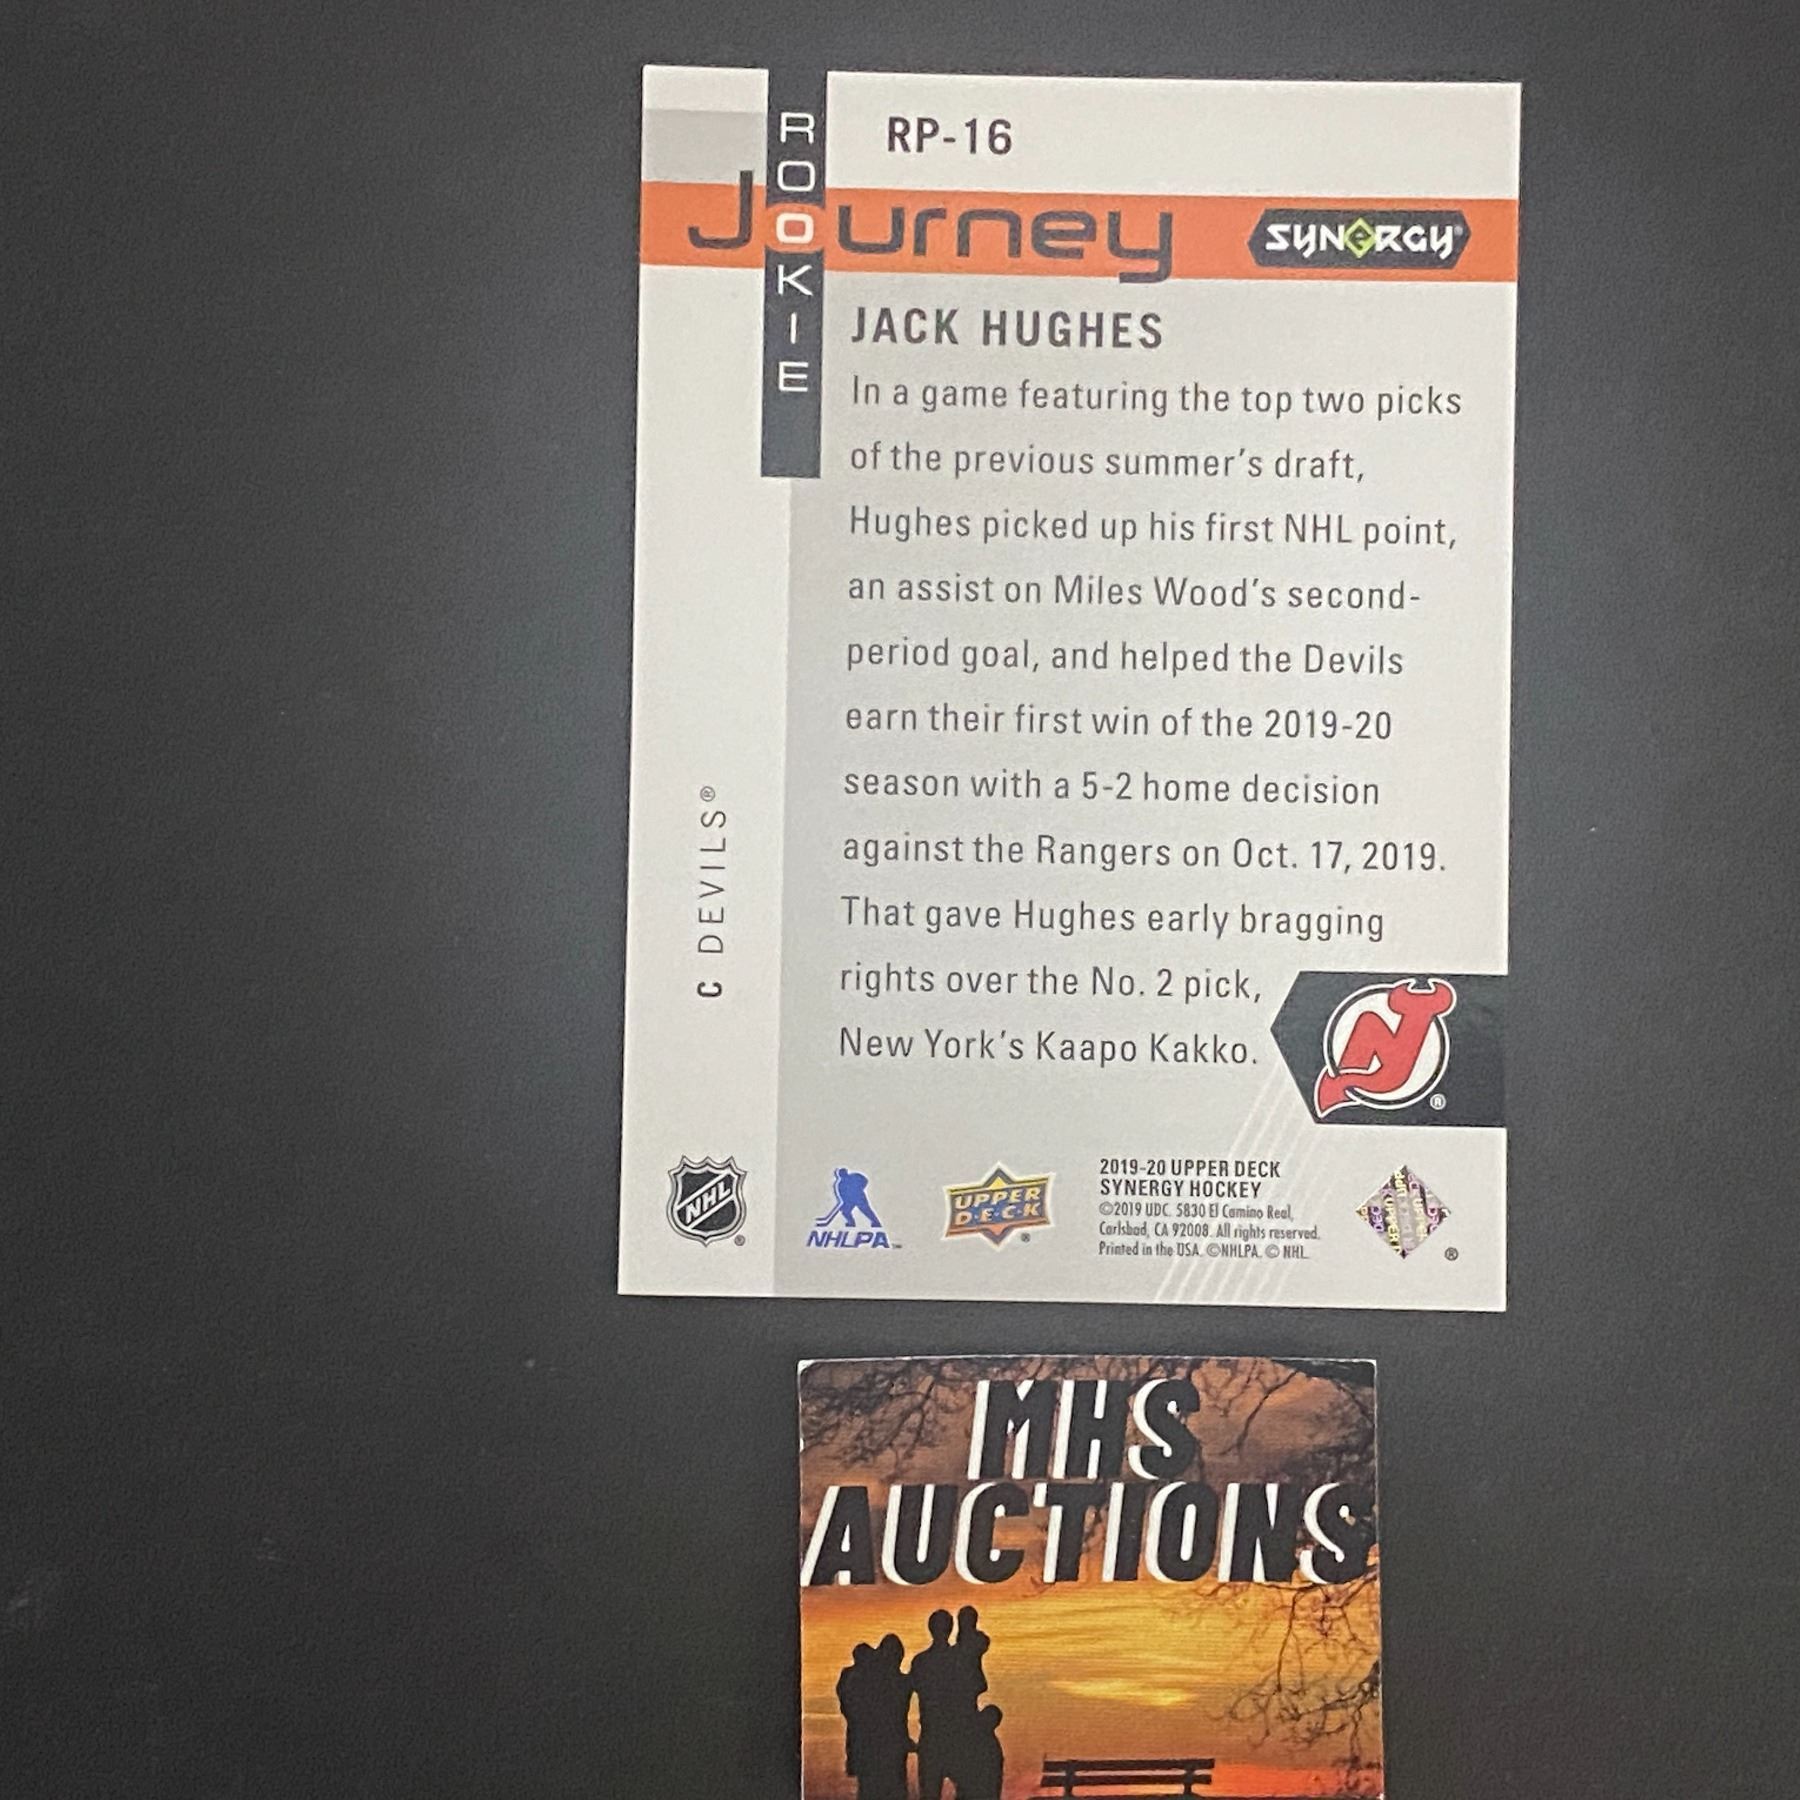 RP-16
ROOKIE
Journey
SYNERGY
JACK HUGHES
In a game featuring the top two picks
of the previous summer's draft,
Hughes picked up his first NHL point,
an assist on Miles Wood's second-
period goal, and helped the Devils
earn their first win of the 2019-20
season with a 5-2 home decision
against the Rangers on Oct. 17, 2019.
That gave Hughes early bragging
rights over the No. 2 pick,
New York's Kaapo Kakko.
C DEVILS®
NJ ®
NHL ®
NHLPA™
UPPER
DECK ®
2019-20 UPPER DECK
SYNERGY HOCKEY
©2019 UDC. 5830 El Camino Real,
Carlsbad, CA 92008. All rights reserved.
Printed in the USA. ©NHLPA. © NHL.
®
MHS
AUCTIONS